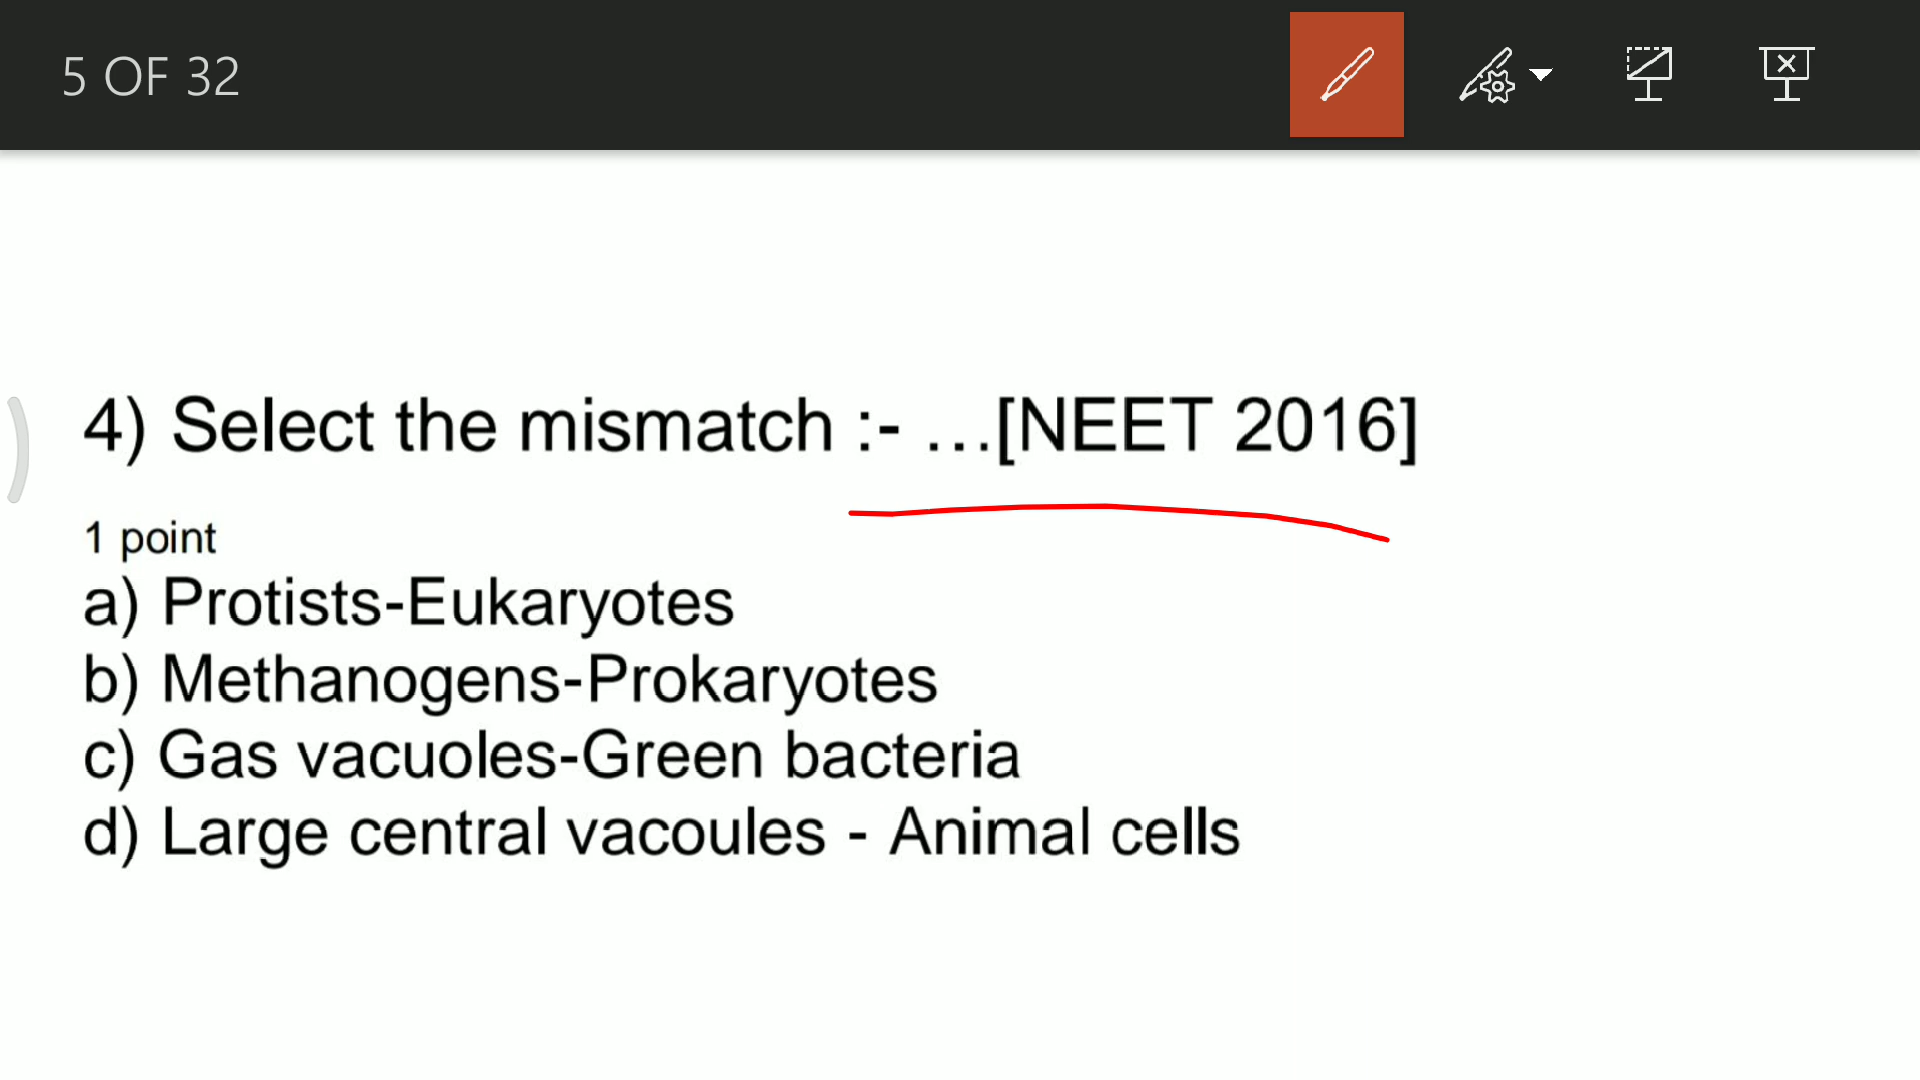 5 OF 32
4) Select the mismatch :- ...[NEET 2016]
1 point
a) Protists-Eukaryotes
b) Methanogens-Prokaryotes
c) Gas vacuoles-Green bacteria
d) Large central vacoules - Animal cells